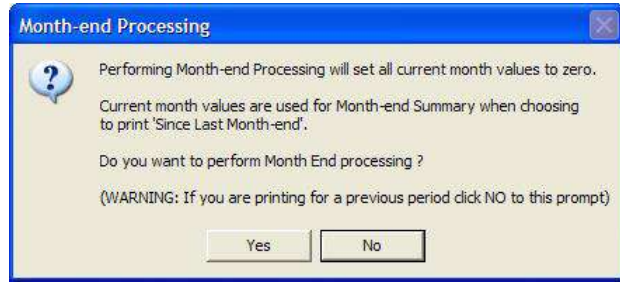 Month-end Processing
Performing Month-end Processing will set all current month values to zero.
Current month values are used for Month-end Summary when choosing
to print 'Since Last Month-end'.
Do you want to perform Month End processing ?
(WARNING: If you are printing for a previous period click NO to this prompt)
Yes No